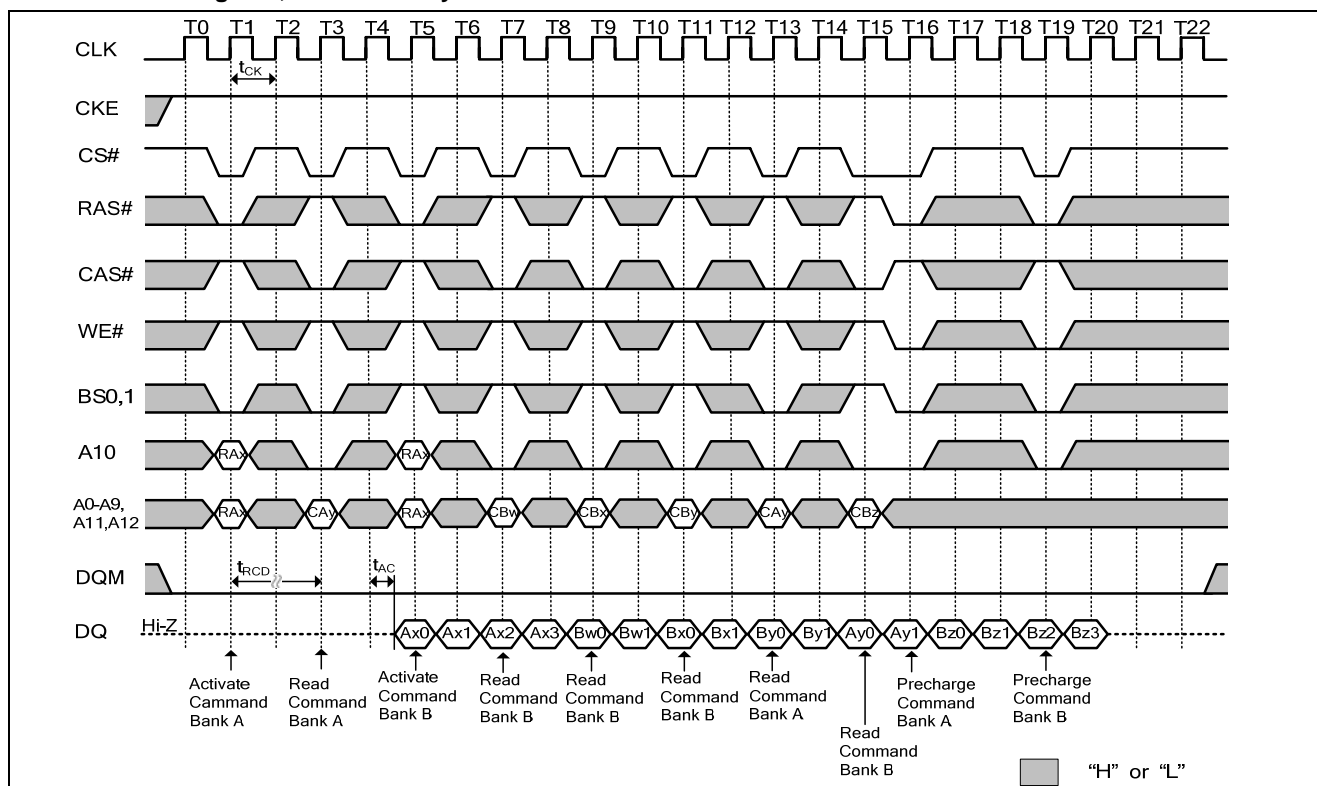 T0 T1 T2 T3 T4 T5 T6 T7 T8 T9 T10 T11 T12 T13 T14 T15 T16 T17 T18 T19 T20 T21 T22
CLK
tCK
CKE
CS#
RAS#
CAS#
WE#
BS0,1
A10
RAx RAx
A0-A9,
A11,A12
RAx CAy RAx CBw CBx CBy CAy CBz
DQM
tRCD
tAC
DQ
Hi-Z
Ax0 Ax1 Ax2 Ax3 Bw0 Bw1 Bx0 Bx1 By0 By1 Ay0 Ay1 Bz0 Bz1 Bz2 Bz3
Activate
Cammand
Bank A
Read
Command
Bank A
Activate
Command
Bank B
Read
Command
Bank B
Read
Command
Bank B
Read
Command
Bank B
Read
Command
Bank A
Read
Command
Bank B
Precharge
Command
Bank A
Precharge
Command
Bank B
"H" or "L"